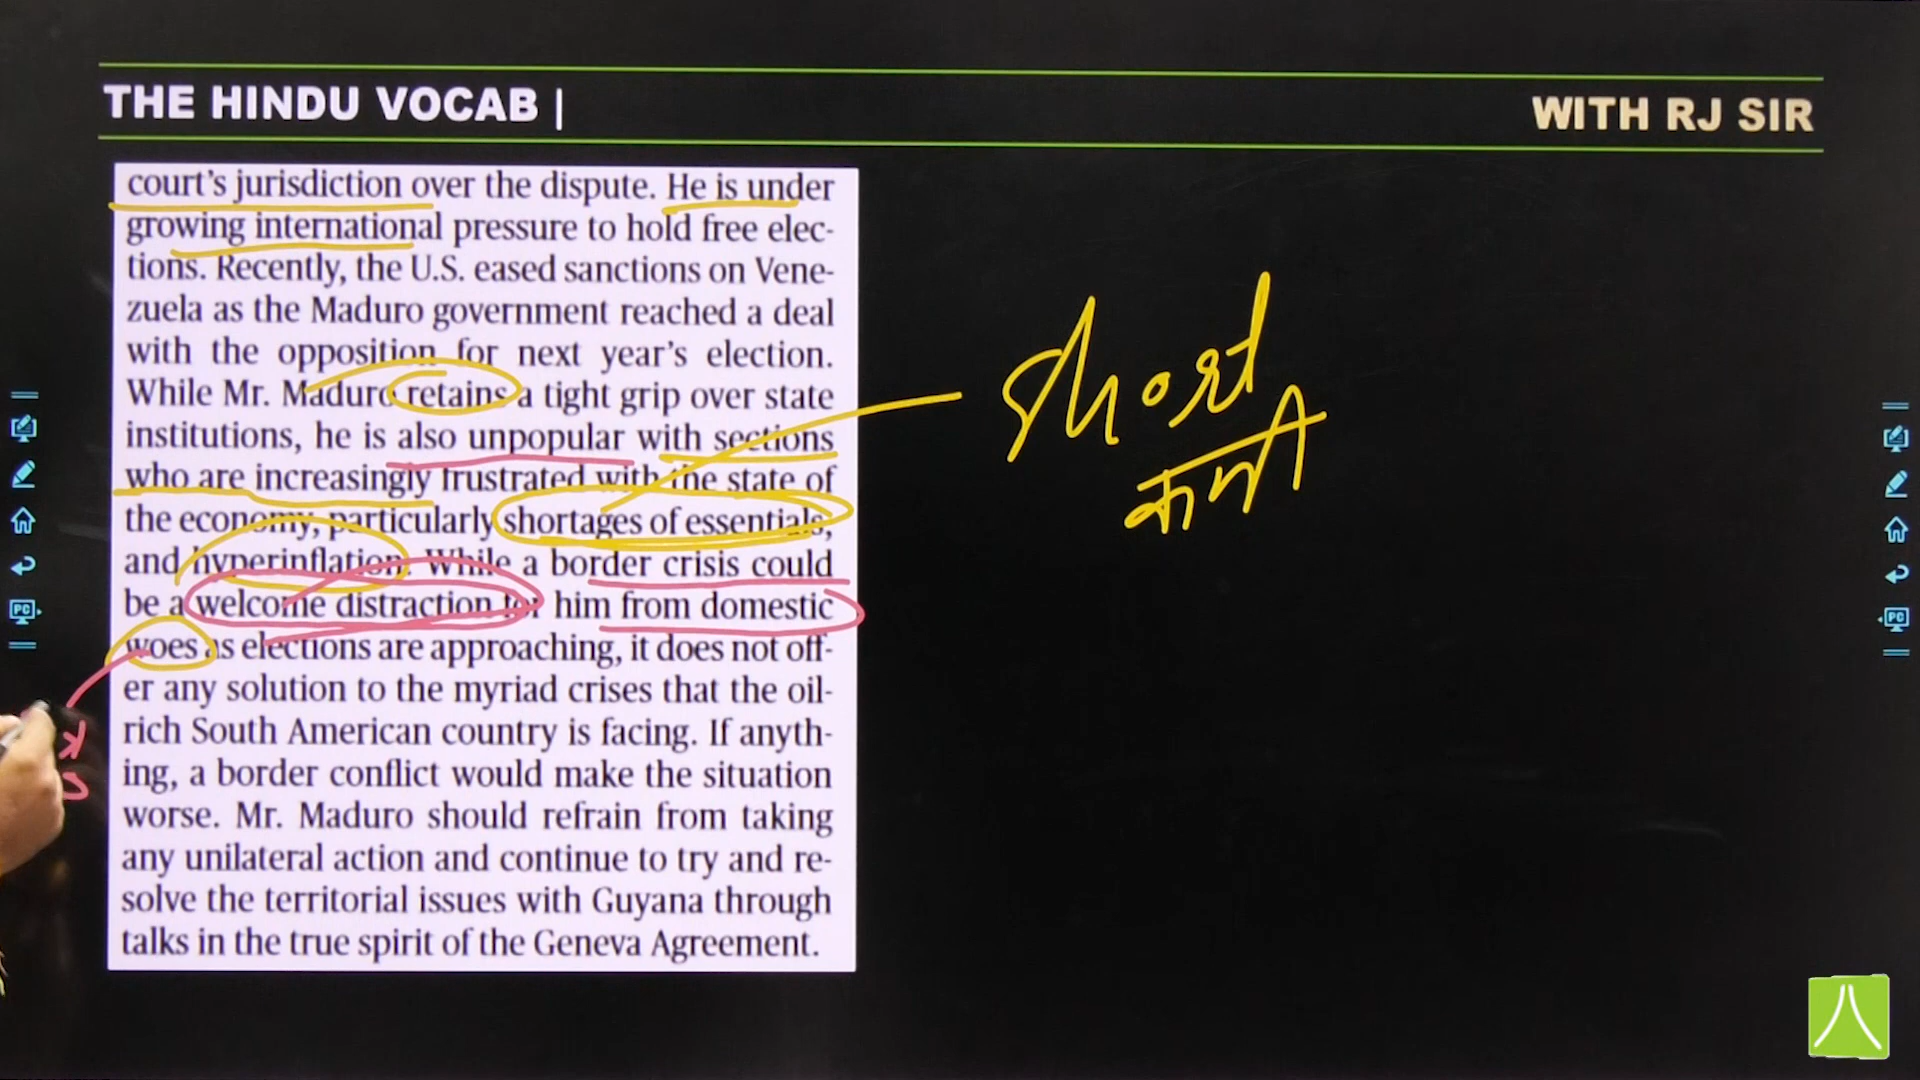 THE HINDU VOCAB |
WITH RJ SIR
court's jurisdiction over the dispute. He is under
growing international pressure to hold free elec-
tions. Recently, the U.S. eased sanctions on Vene-
zuela as the Maduro government reached a deal
with the opposition for next year's election.
While Mr. Maduro retains a tight grip over state
institutions, he is also unpopular with sections
who are increasingly frustrated with the state of
the economy, particularly shortages of essentials,
and hyperinflation. While a border crisis could
be a welcome distraction for him from domestic
woes as elections are approaching, it does not off-
er any solution to the myriad crises that the oil-
rich South American country is facing. If anyth-
ing, a border conflict would make the situation
worse. Mr. Maduro should refrain from taking
any unilateral action and continue to try and re-
solve the territorial issues with Guyana through
talks in the true spirit of the Geneva Agreement.
Short
PC
PC